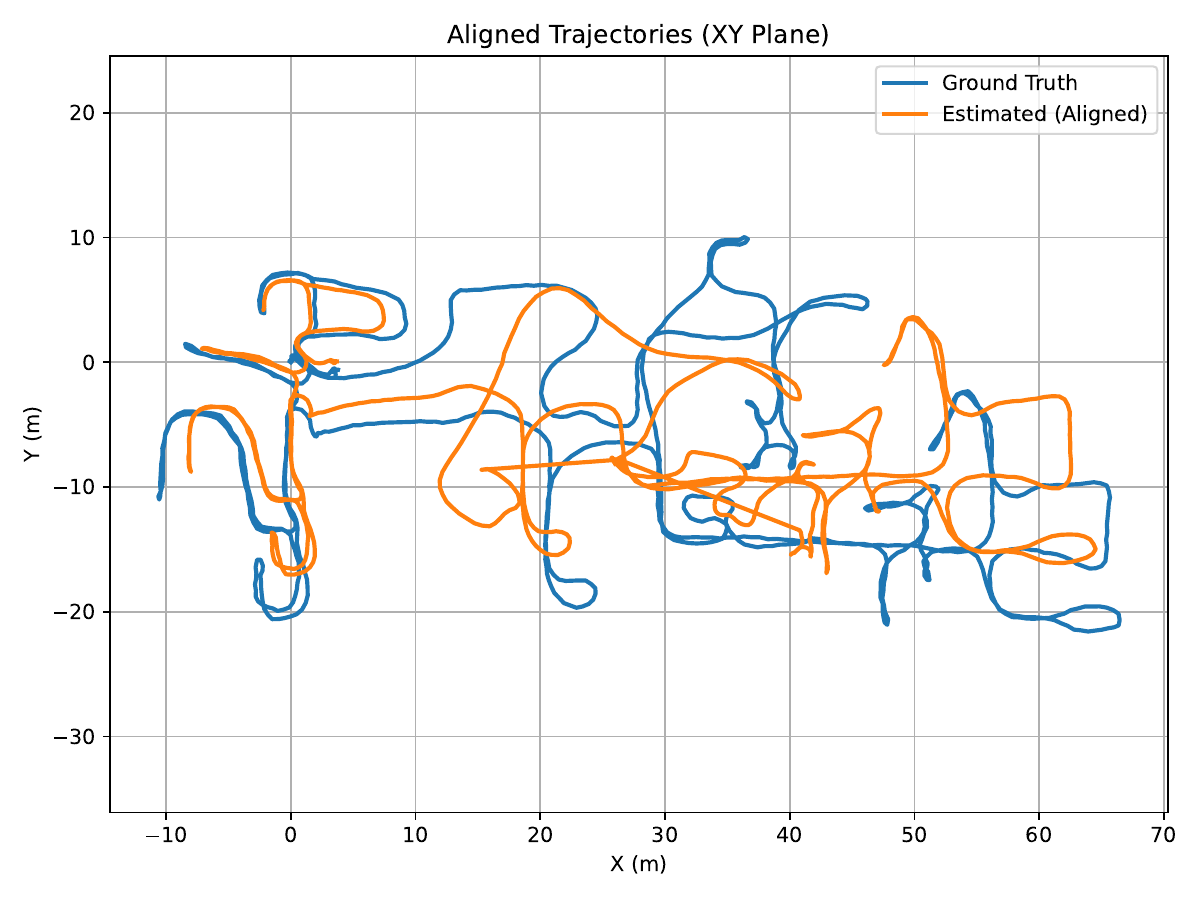 Aligned Trajectories (XY Plane)
Ground Truth
Estimated (Aligned)
20
10
0
−10
−20
−30
Y (m)
−10 0 10 20 30 40 50 60 70
X (m)